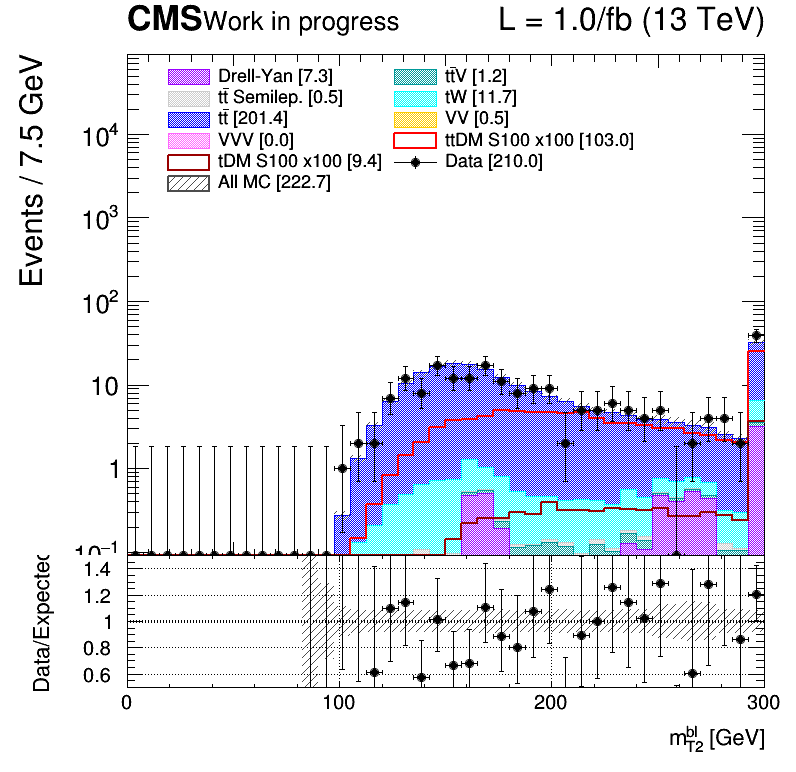 CMS Work in progress L = 1.0/fb (13 TeV)
Events / 7.5 GeV
Drell-Yan [7.3] tt̄V [1.2]
tt̄ Semilep. [0.5] tW [11.7]
tt̄ [201.4] VV [0.5]
VVV [0.0] ttDM S100 x100 [103.0]
tDM S100 x100 [9.4] Data [210.0]
All MC [222.7]
10⁴
10³
10²
10
1
10⁻¹
Data/Expected
1.4
1.2
1
0.8
0.6
0 100 200 300
m^{bl}_{T2} [GeV]